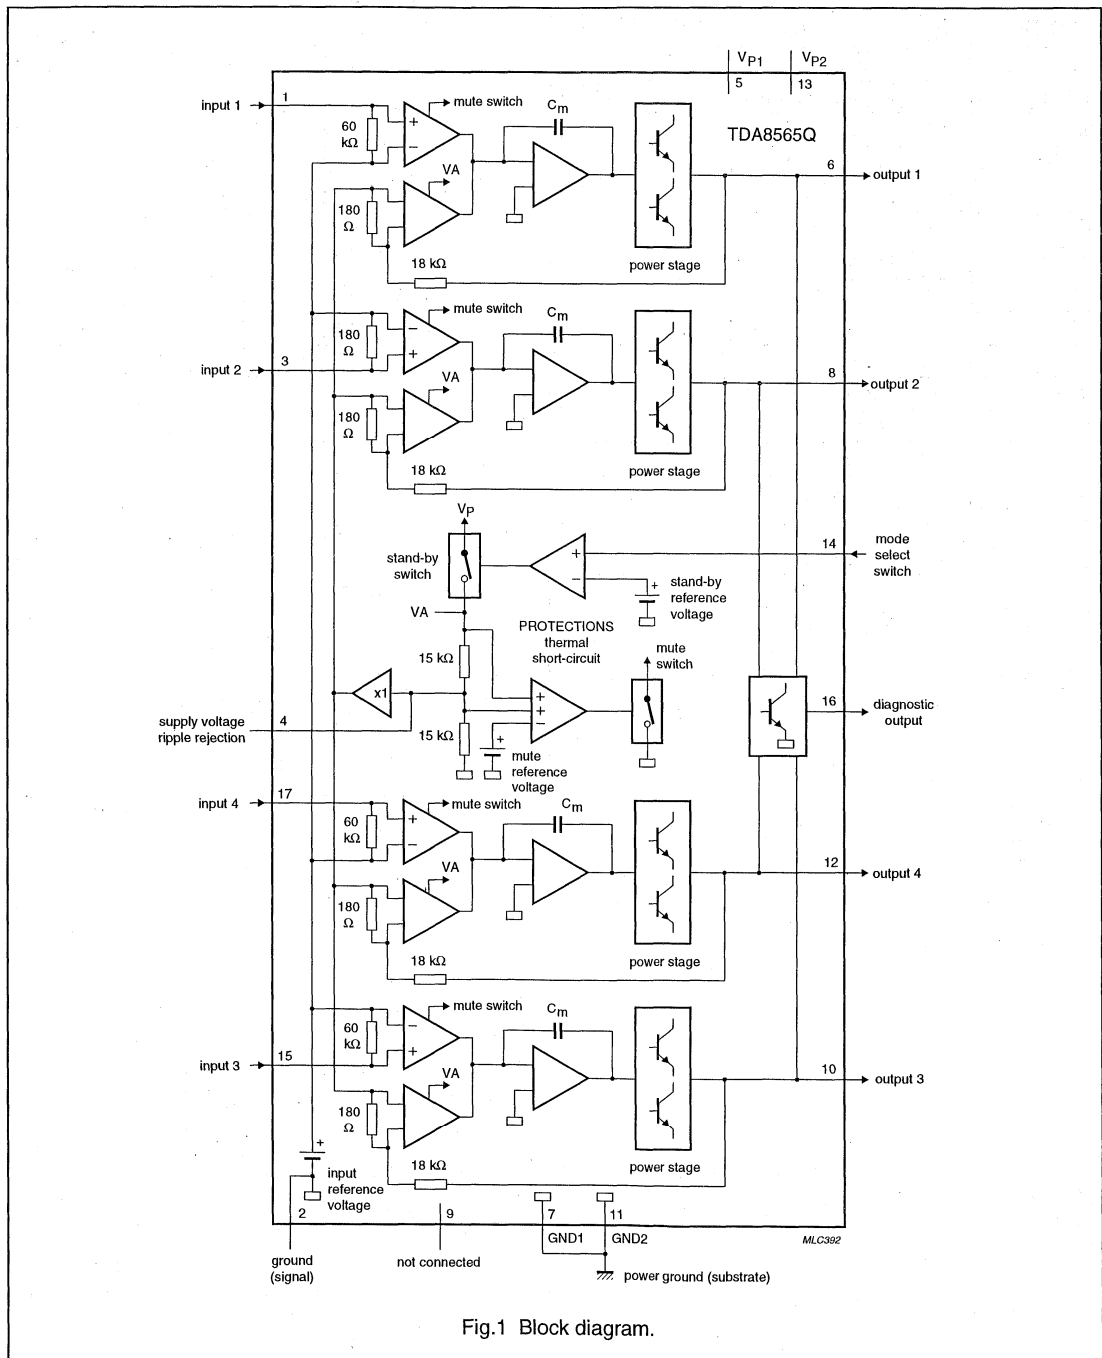 VP1
VP2
5
13
TDA8565Q
input 1
1
60
kΩ
+
−
mute switch
VA
Cm
180
Ω
18 kΩ
power stage
6
output 1
mute switch
180
Ω
−
+
3
input 2
VA
Cm
180
Ω
18 kΩ
power stage
8
output 2
VP
stand-by
switch
+
−
14
mode
select
switch
+
stand-by
reference
voltage
VA
PROTECTIONS
thermal
short-circuit
15 kΩ
mute
switch
x1
+
+
−
16
diagnostic
output
supply voltage
ripple rejection
4
15 kΩ
+
mute
reference
voltage
input 4
17
60
kΩ
+
−
mute switch
VA
Cm
180
Ω
18 kΩ
power stage
12
output 4
mute switch
60
kΩ
−
+
15
input 3
VA
Cm
180
Ω
18 kΩ
power stage
10
output 3
+
input
reference
voltage
2
9
7
11
GND1
GND2
MLC392
ground
(signal)
not connected
power ground (substrate)
Fig.1 Block diagram.